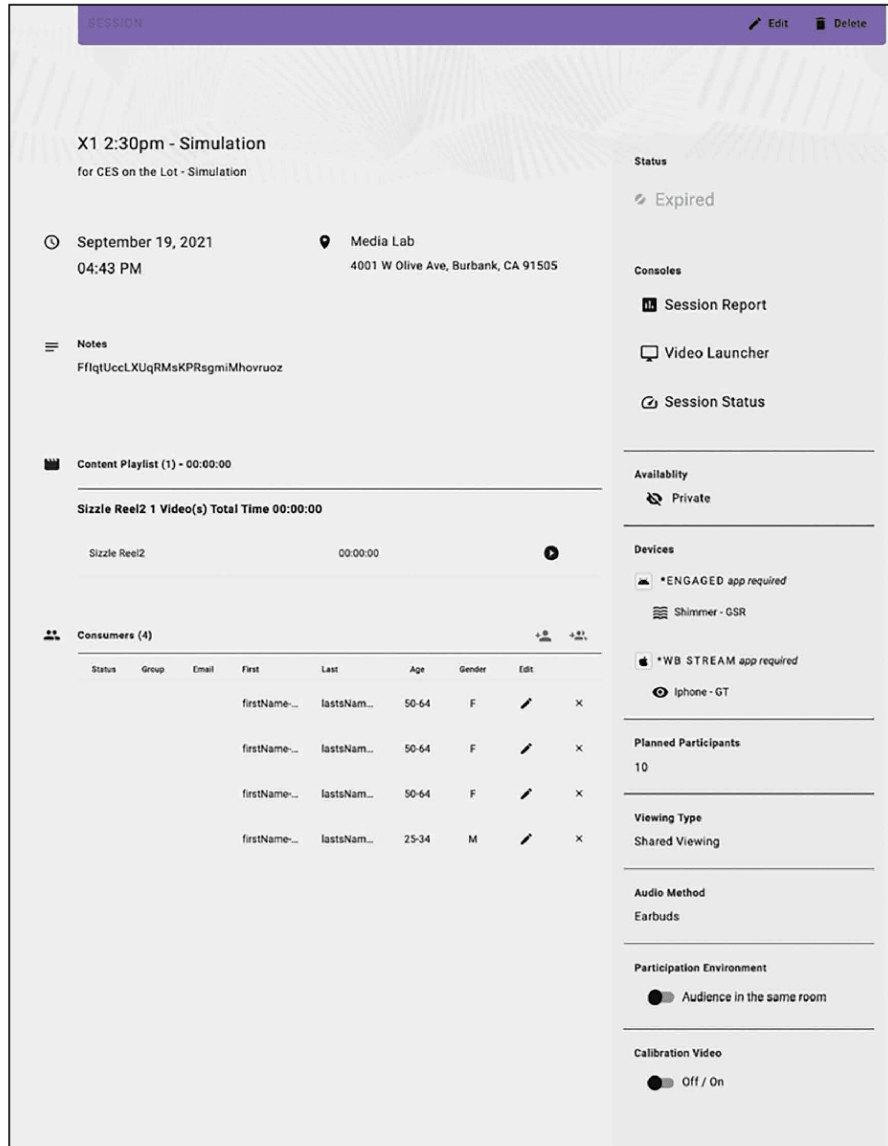 SESSION
Edit Delete
X1 2:30pm - Simulation
for CES on the Lot - Simulation
September 19, 2021
04:43 PM
Media Lab
4001 W Olive Ave, Burbank, CA 91505
Notes
FfIqtUccLXUqRMsKPRsgmiMhovruoz
Content Playlist (1) - 00:00:00
Sizzle Reel2 1 Video(s) Total Time 00:00:00
Sizzle Reel2 00:00:00
Consumers (4)
Status Group Email First Last Age Gender Edit
firstName-... lastsNam... 50-64 F
firstName-... lastsNam... 50-64 F
firstName-... lastsNam... 50-64 F
firstName-... lastsNam... 25-34 M
Status
Expired
Consoles
Session Report
Video Launcher
Session Status
Availablity
Private
Devices
*ENGAGED app required
Shimmer - GSR
*WB STREAM app required
Iphone - GT
Planned Participants
10
Viewing Type
Shared Viewing
Audio Method
Earbuds
Participation Environment
Audience in the same room
Calibration Video
Off / On